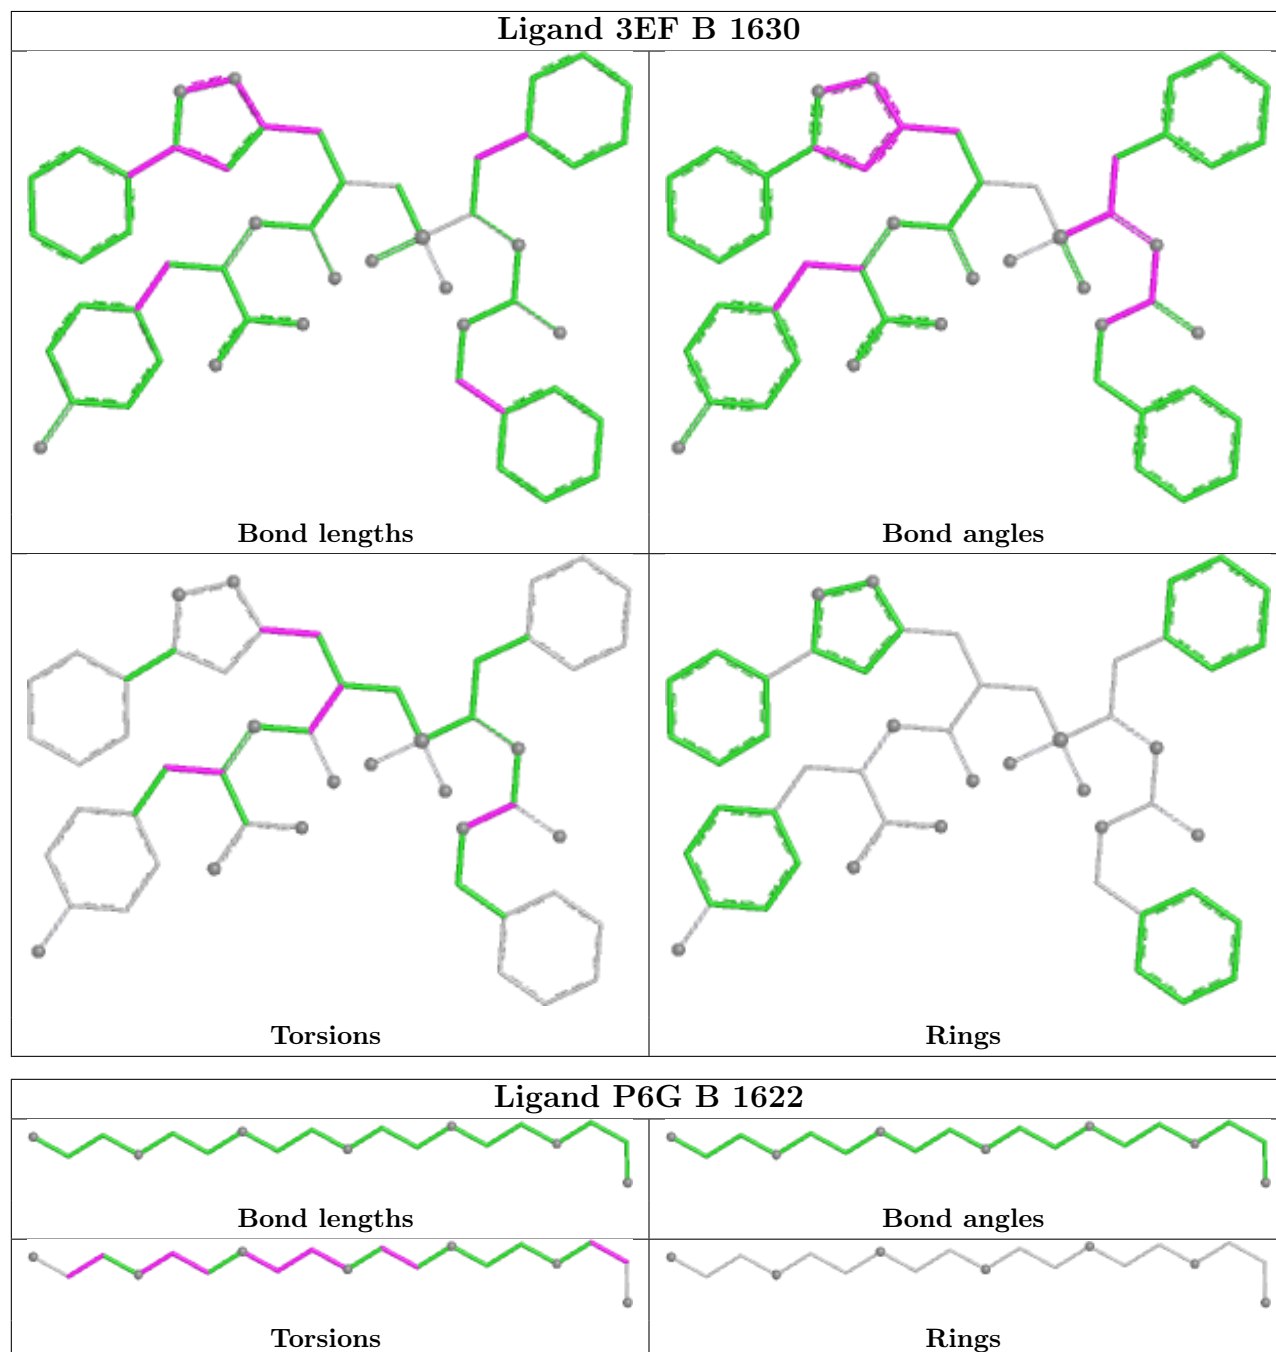 Ligand 3EF B 1630
Bond lengths
Bond angles
Torsions
Rings
Ligand P6G B 1622
Bond lengths
Bond angles
Torsions
Rings